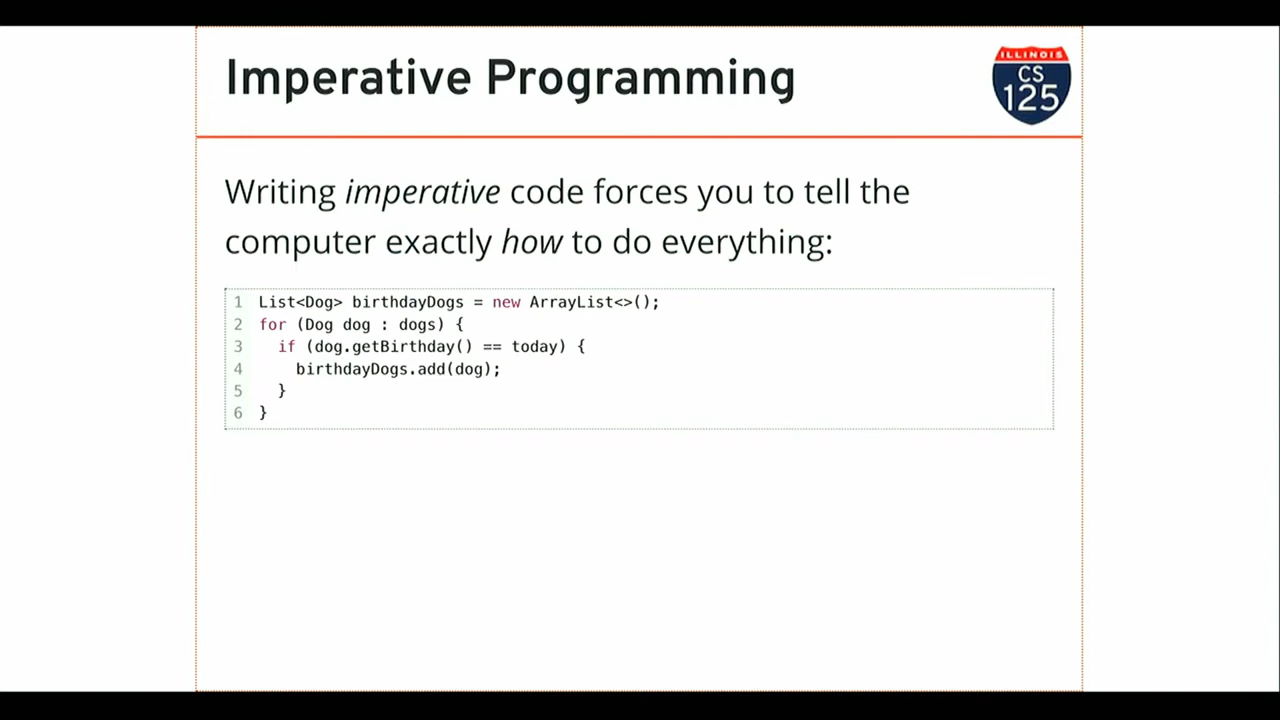 Imperative Programming
ILLINOIS
CS
125
Writing imperative code forces you to tell the
computer exactly how to do everything:
1 List<Dog> birthdayDogs = new ArrayList<>();
2 for (Dog dog : dogs) {
3   if (dog.getBirthday() == today) {
4     birthdayDogs.add(dog);
5   }
6 }